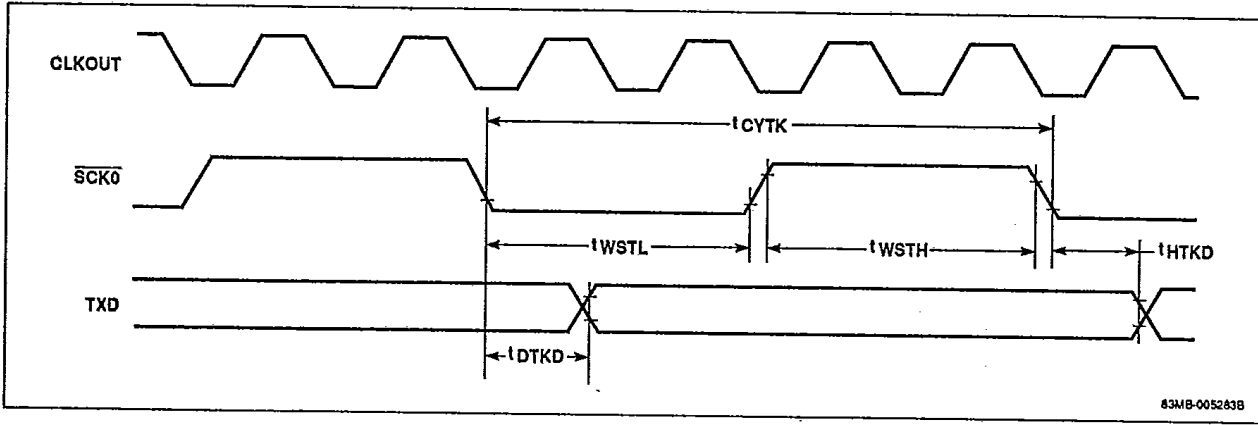 CLKOUT
tCYTK
SCK0
tWSTL
tWSTH
tHTKD
TXD
tDTKD
83MB-005283B